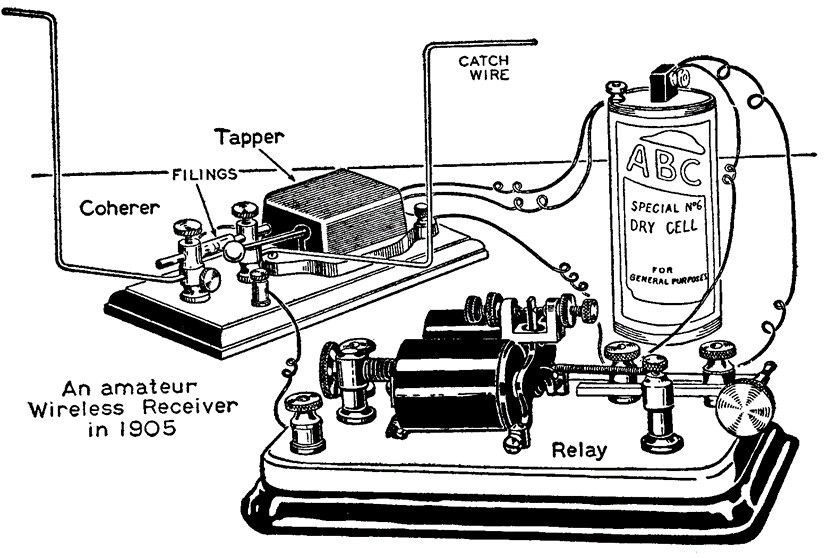 CATCH
WIRE
Tapper
FILINGS
Coherer
ABC
SPECIAL Nº6
DRY CELL
FOR
GENERAL PURPOSES
An amateur
Wireless Receiver
in 1905
Relay